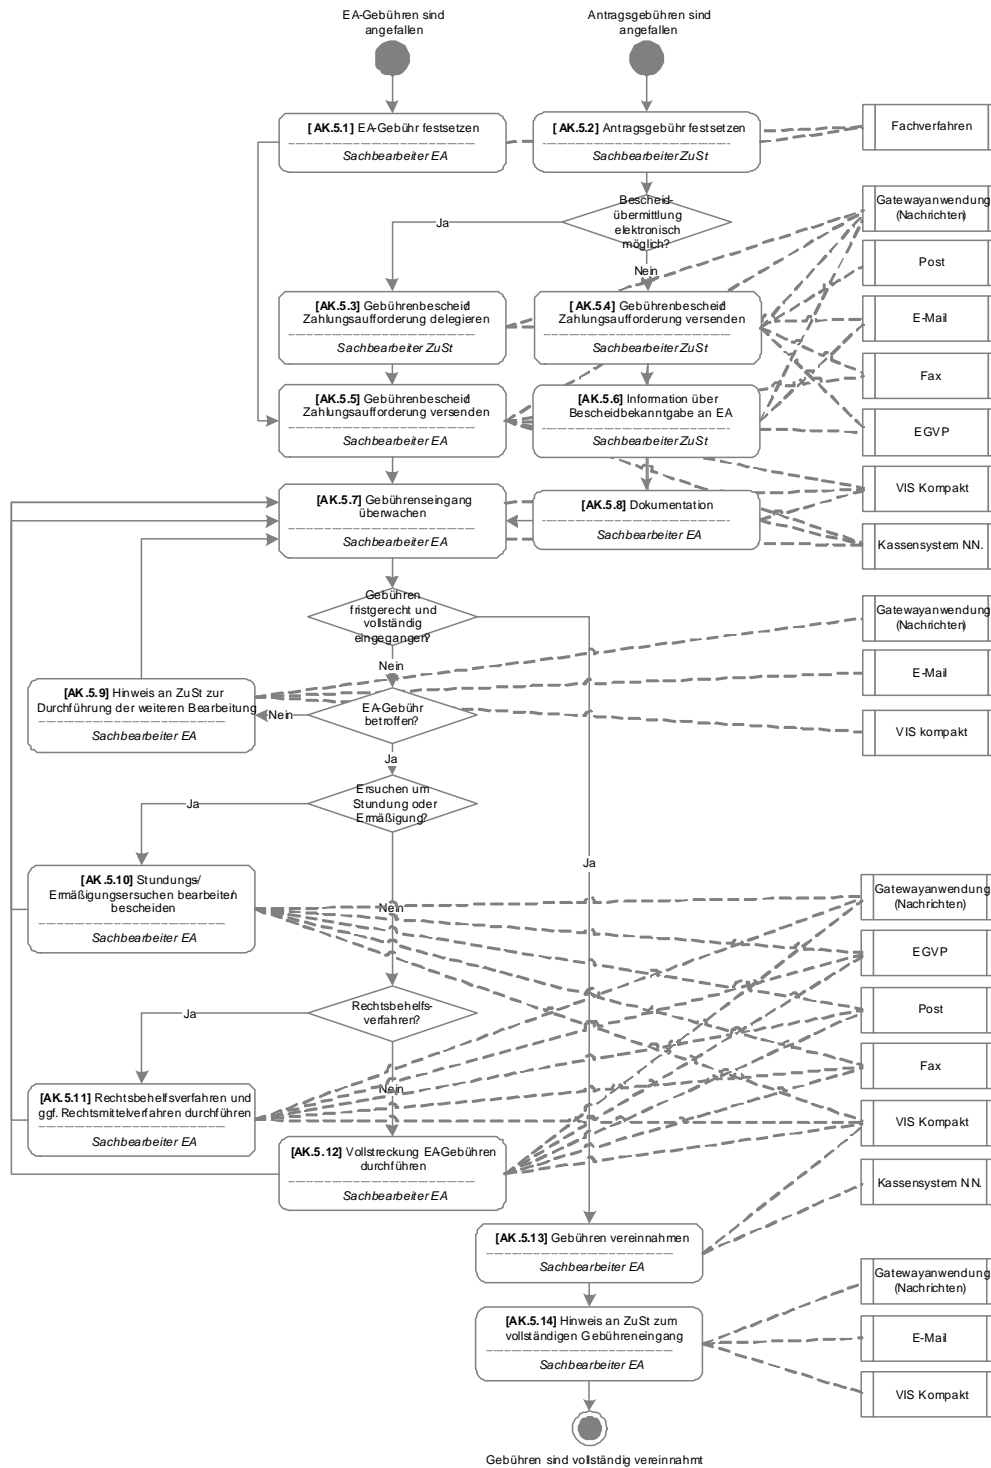 EA-Gebühren sind
angefallen
Antragsgebühren sind
angefallen
[AK.5.1] EA-Gebühr festsetzen
Sachbearbeiter EA
[AK.5.2] Antragsgebühr festsetzen
Sachbearbeiter ZuSt
Fachverfahren
Bescheid-
übermittlung
elektronisch
möglich?
Ja
Nein
Gatewayanwendung
(Nachrichten)
Post
E-Mail
Fax
EGVP
VIS Kompakt
Kassensystem NN.
[AK.5.3] Gebührenbescheid/
Zahlungsaufforderung delegieren
Sachbearbeiter ZuSt
[AK.5.4] Gebührenbescheid/
Zahlungsaufforderung versenden
Sachbearbeiter ZuSt
[AK.5.5] Gebührenbescheid/
Zahlungsaufforderung versenden
Sachbearbeiter EA
[AK.5.6] Information über
Bescheidbekanntgabe an EA
Sachbearbeiter ZuSt
[AK.5.7] Gebührenseingang
überwachen
Sachbearbeiter EA
[AK.5.8] Dokumentation
Sachbearbeiter EA
Gebühren
fristgerecht und
vollständig
eingegangen?
Nein
Gatewayanwendung
(Nachrichten)
E-Mail
VIS kompakt
[AK.5.9] Hinweis an ZuSt zur
Durchführung der weiteren Bearbeitung
Sachbearbeiter EA
Nein
EA-Gebühr
betroffen?
Ja
Ersuchen um
Stundung oder
Ermäßigung?
Ja
Ja
[AK.5.10] Stundungs-/
Ermäßigungsersuchen bearbeiten/
bescheiden
Sachbearbeiter EA
Nein
Gatewayanwendung
(Nachrichten)
EGVP
Post
Fax
VIS Kompakt
Kassensystem NN.
Rechtsbehelfs-
verfahren?
Ja
Nein
[AK.5.11] Rechtsbehelfsverfahren und
ggf. Rechtsmittelverfahren durchführen
Sachbearbeiter EA
[AK.5.12] Vollstreckung EA-Gebühren
durchführen
Sachbearbeiter EA
[AK.5.13] Gebühren vereinnahmen
Sachbearbeiter EA
[AK.5.14] Hinweis an ZuSt zum
vollständigen Gebühreneingang
Sachbearbeiter EA
Gatewayanwendung
(Nachrichten)
E-Mail
VIS Kompakt
Gebühren sind vollständig vereinnahmt